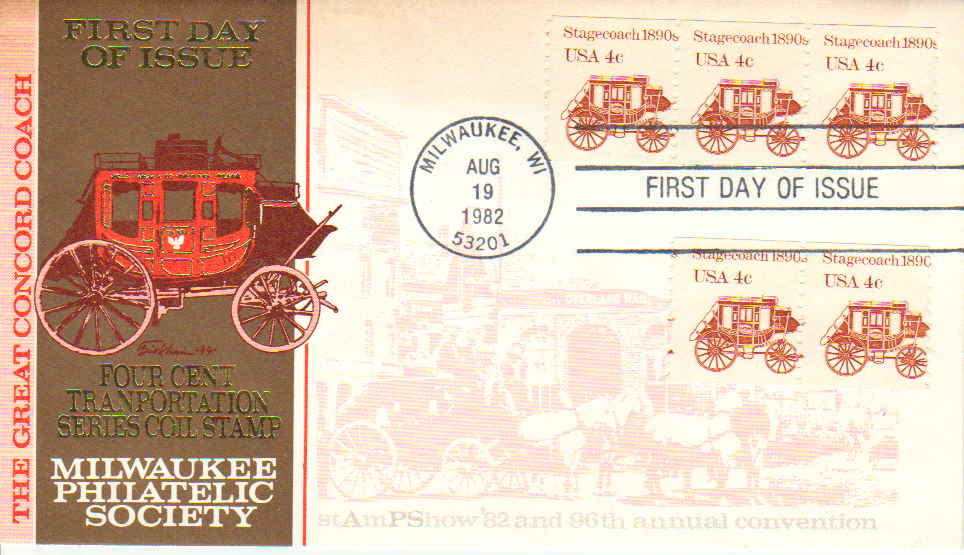 THE GREAT CONCORD COACH
FIRST DAY
OF ISSUE
FOUR CENT
TRANPORTATION
SERIES COIL STAMP
MILWAUKEE
PHILATELIC
SOCIETY
MILWAUKEE, WI
AUG
19
1982
53201
Stagecoach 1890s
USA 4c
Stagecoach 1890s
USA 4c
Stagecoach 1890s
USA 4c
FIRST DAY OF ISSUE
Stagecoach 1890s
USA 4c
Stagecoach 1890
USA 4c
OVERLAND MAIL
stAmPShow '82 and 96th annual convention